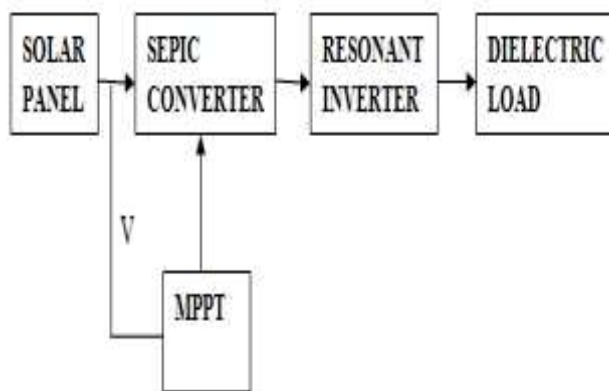 SOLAR
PANEL
SEPIC
CONVERTER
RESONANT
INVERTER
DIELECTRIC
LOAD
V
MPPT